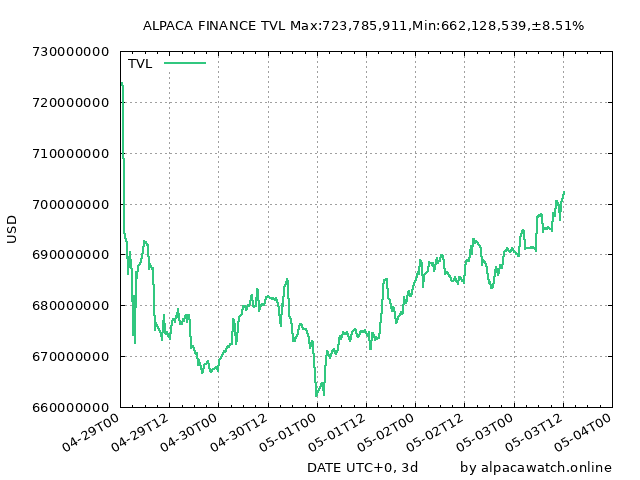 ALPACA FINANCE TVL Max:723,785,911,Min:662,128,539,±8.51%
730000000
TVL
720000000
710000000
700000000
USD
690000000
680000000
670000000
660000000
04-29T00
04-29T12
04-30T00
04-30T12
05-01T00
05-01T12
05-02T00
05-02T12
05-03T00
05-03T12
05-04T00
DATE UTC+0, 3d
by alpacawatch.online